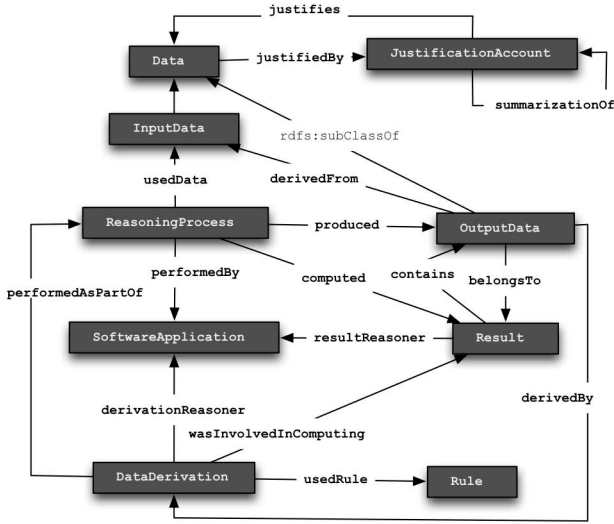 justifies
Data
justifiedBy
JustificationAccount
summarizationOf
InputData
rdfs:subClassOf
usedData
derivedFrom
ReasoningProcess
produced
OutputData
performedBy
computed
contains
belongsTo
performedAsPartOf
SoftwareApplication
resultReasoner
Result
derivedBy
derivationReasoner
wasInvolvedInComputing
DataDerivation
usedRule
Rule